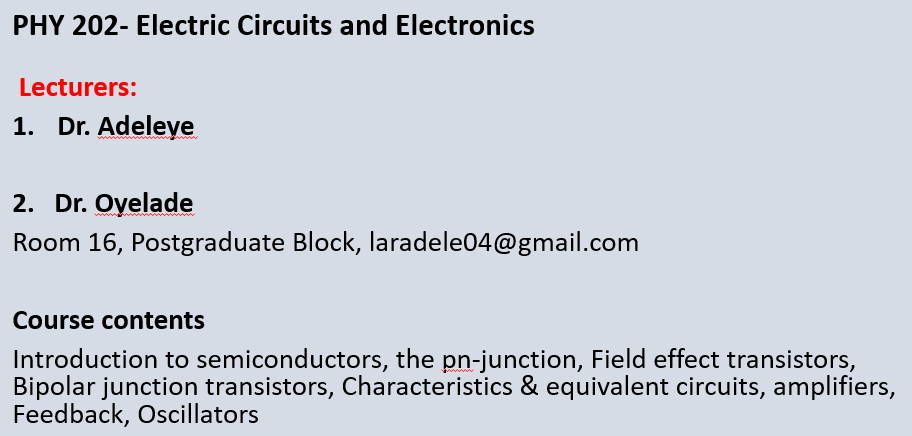 PHY 202- Electric Circuits and Electronics
Lecturers:
1. Dr. Adeleye
2. Dr. Oyelade
Room 16, Postgraduate Block, laradele04@gmail.com
Course contents
Introduction to semiconductors, the pn-junction, Field effect transistors,
Bipolar junction transistors, Characteristics & equivalent circuits, amplifiers,
Feedback, Oscillators